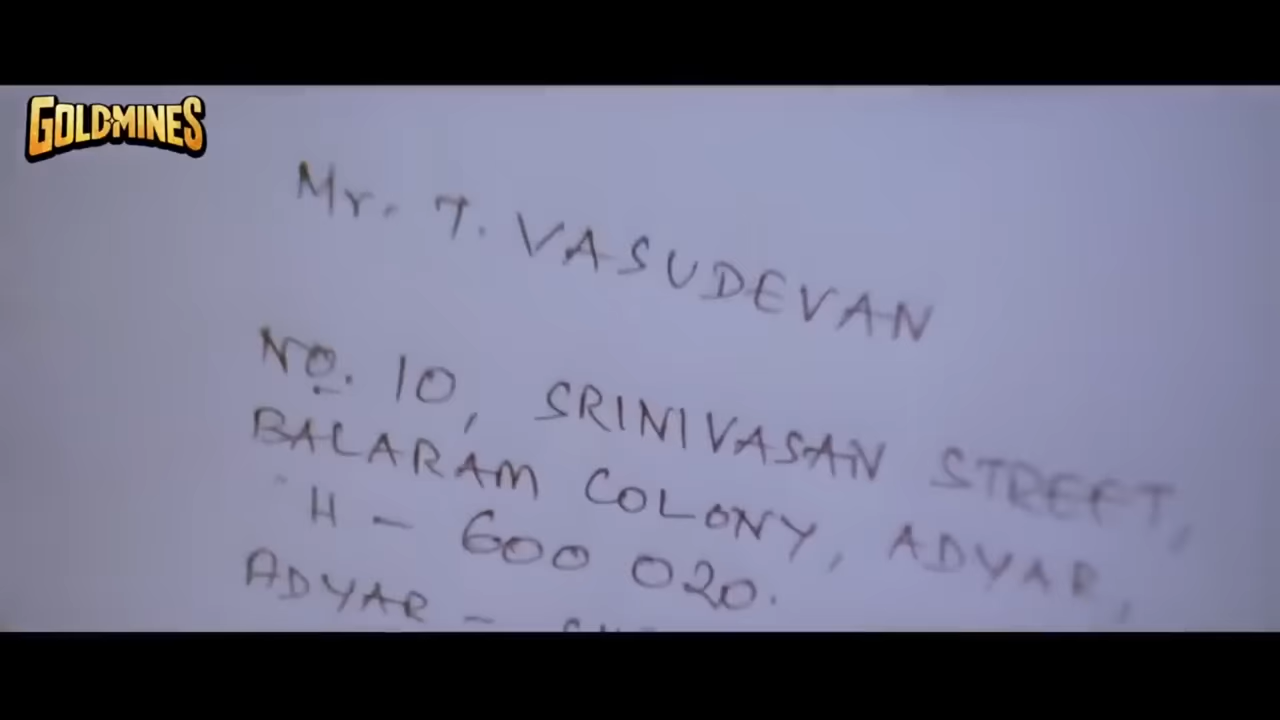 GOLDMINES
Mr. T. VASUDEVAN
No. 10, SRINIVASAN STREET,
BALARAM COLONY, ADYAR,
H - 600 020.
ADYAR -